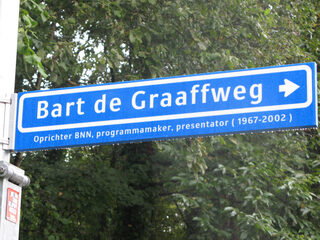 Bart de Graaffweg
Oprichter BNN, programmamaker, presentator ( 1967-2002 )